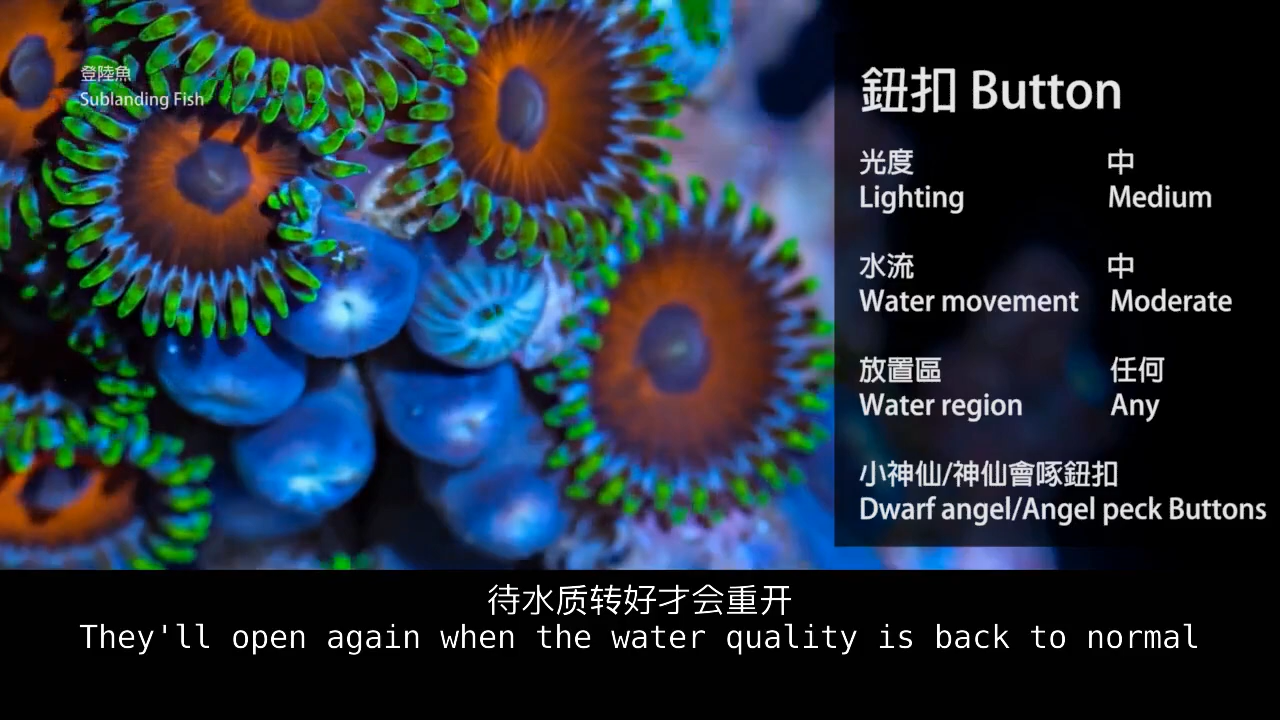 登陸魚
Sublanding Fish
鈕扣 Button
光度 中
Lighting Medium
水流 中
Water movement Moderate
放置區 任何
Water region Any
小神仙/神仙會啄鈕扣
Dwarf angel/Angel peck Buttons
待水质转好才会重开
They'll open again when the water quality is back to normal